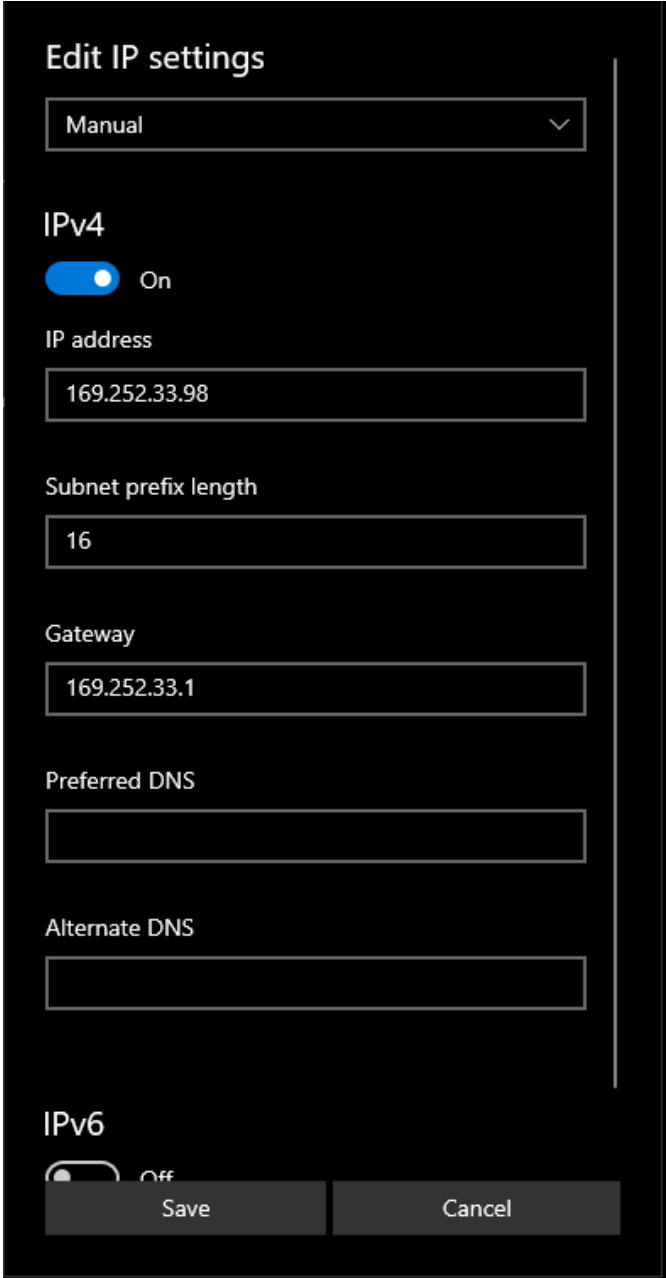 Edit IP settings
Manual
IPv4
On
IP address
169.252.33.98
Subnet prefix length
16
Gateway
169.252.33.1
Preferred DNS
Alternate DNS
IPv6
Off
Save
Cancel